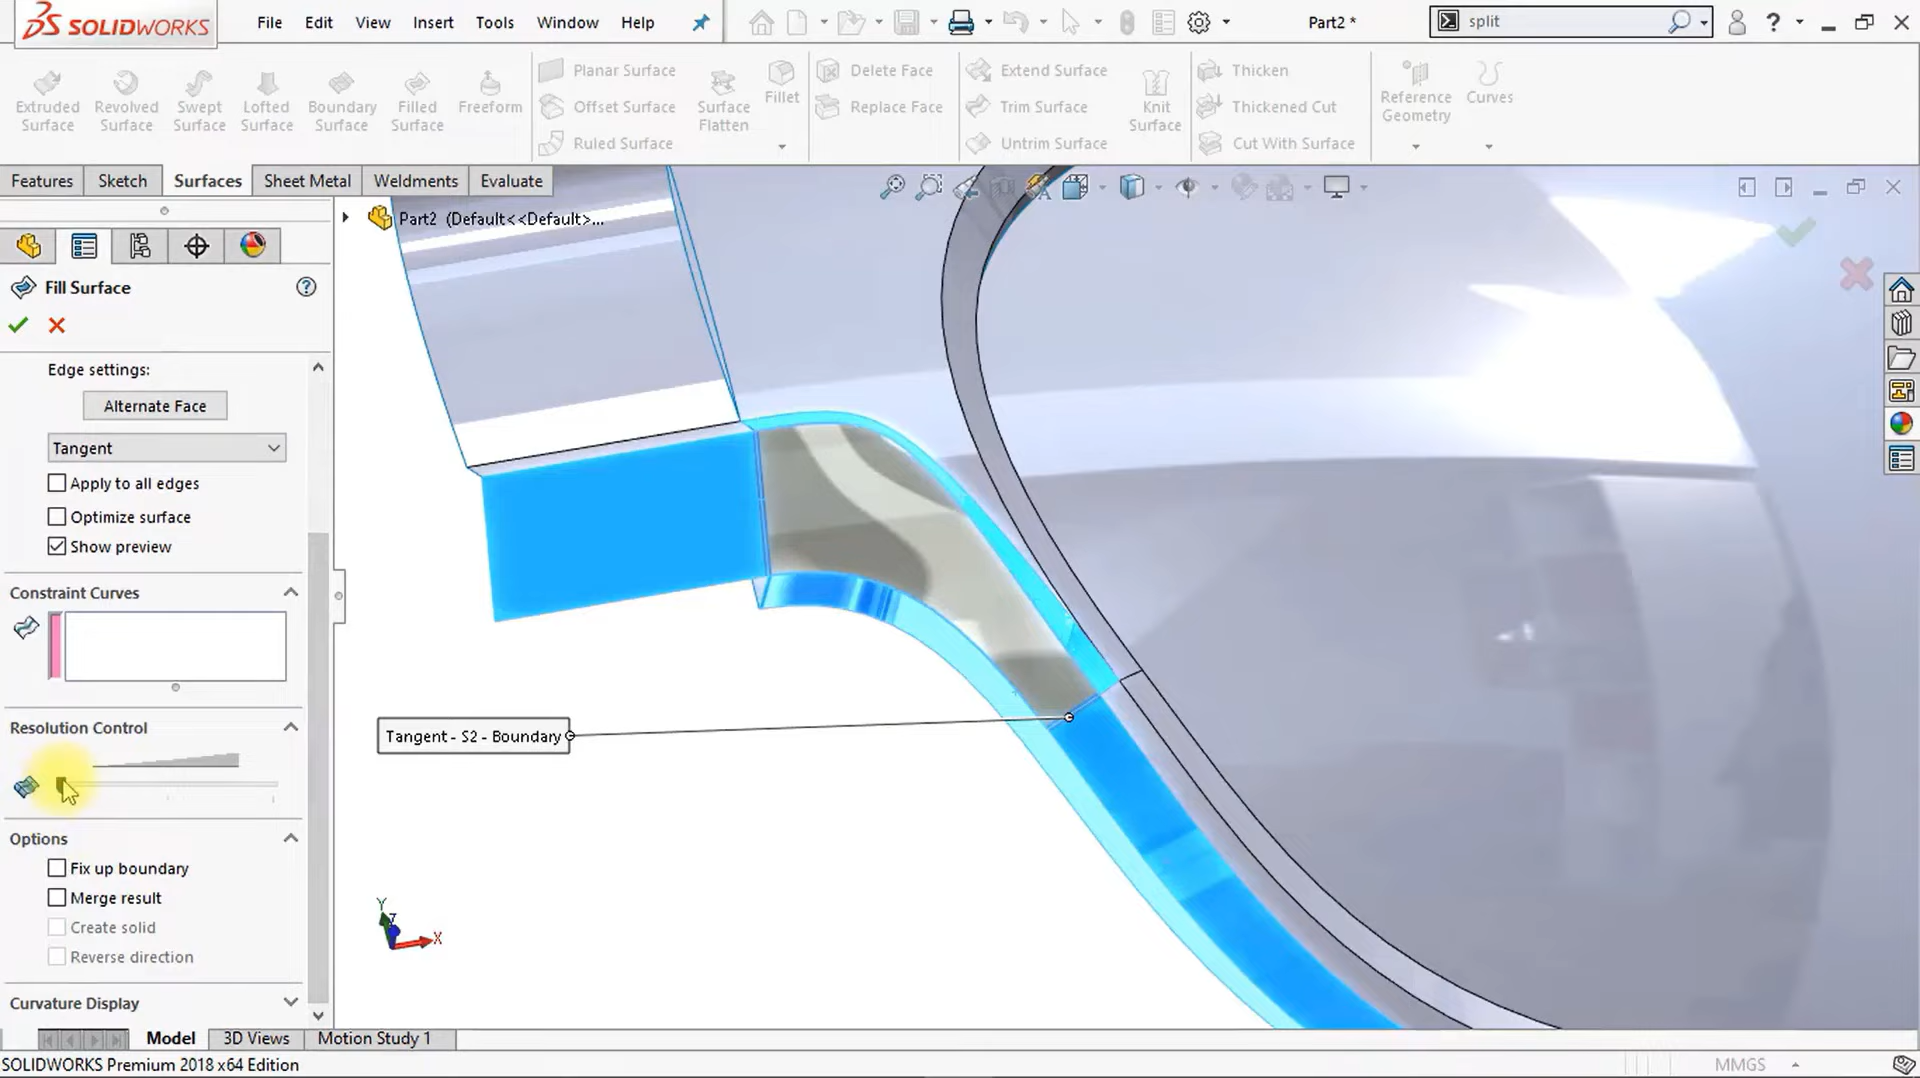 SOLIDWORKS File Edit View Insert Tools Window Help Part2 * split ?
Extruded Surface
Revolved Surface
Swept Surface
Lofted Surface
Boundary Surface
Filled Surface
Freeform
Planar Surface
Offset Surface
Ruled Surface
Surface Flatten
Fillet
Delete Face
Replace Face
Extend Surface
Trim Surface
Untrim Surface
Knit Surface
Thicken
Thickened Cut
Cut With Surface
Reference Geometry
Curves
Features Sketch Surfaces Sheet Metal Weldments Evaluate
Part2 (Default<<Default>...
Fill Surface
Edge settings:
Alternate Face
Tangent
Apply to all edges
Optimize surface
Show preview
Constraint Curves
Resolution Control
Tangent - S2 - Boundary
Options
Fix up boundary
Merge result
Create solid
Reverse direction
Curvature Display
Y
Z
X
Model 3D Views Motion Study 1
SOLIDWORKS Premium 2018 x64 Edition MMGS